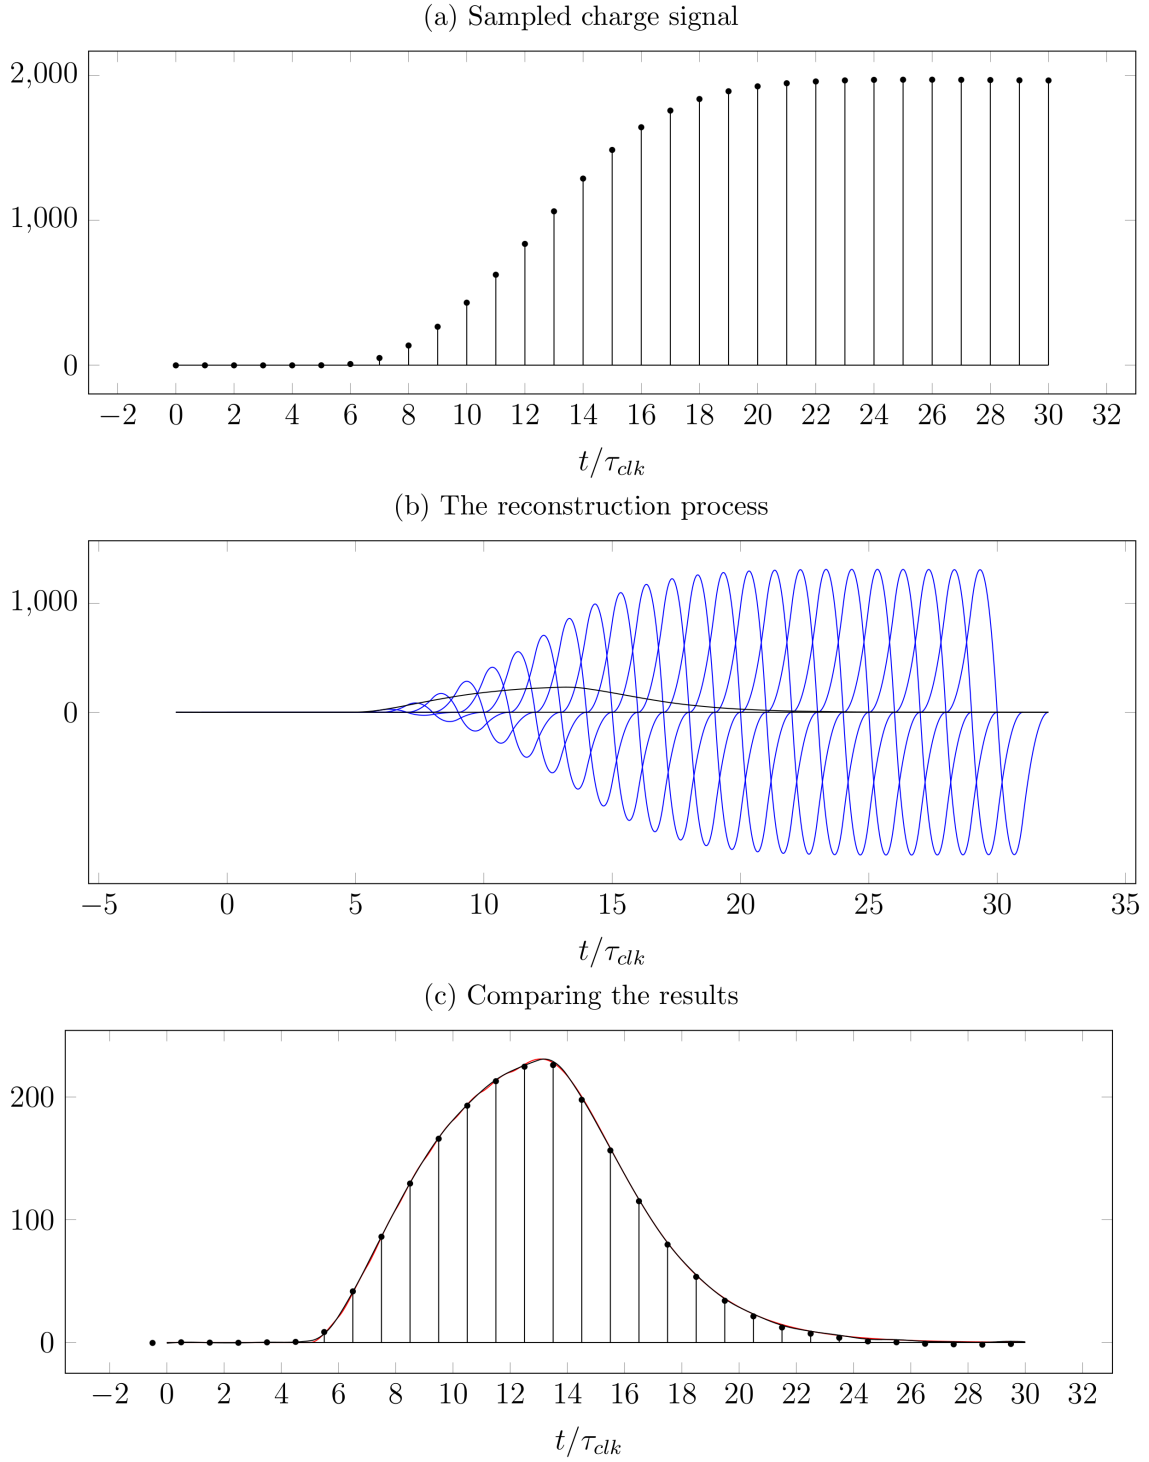 (a) Sampled charge signal
2,000
1,000
0
−2 0 2 4 6 8 10 12 14 16 18 20 22 24 26 28 30 32
t/τclk
(b) The reconstruction process
1,000
0
−5 0 5 10 15 20 25 30 35
t/τclk
(c) Comparing the results
200
100
0
−2 0 2 4 6 8 10 12 14 16 18 20 22 24 26 28 30 32
t/τclk